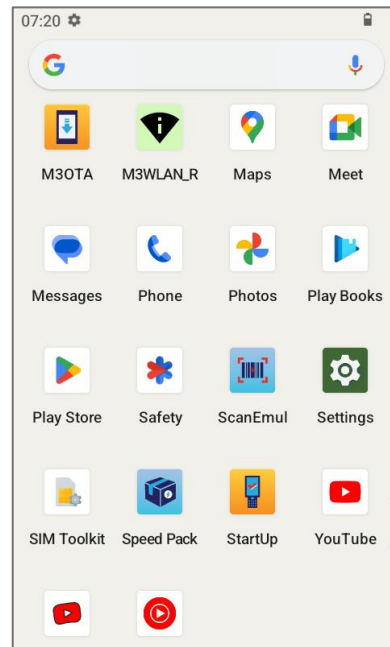 07:20
M3OTA M3WLAN_R Maps Meet
Messages Phone Photos Play Books
Play Store Safety ScanEmul Settings
SIM Toolkit Speed Pack StartUp YouTube